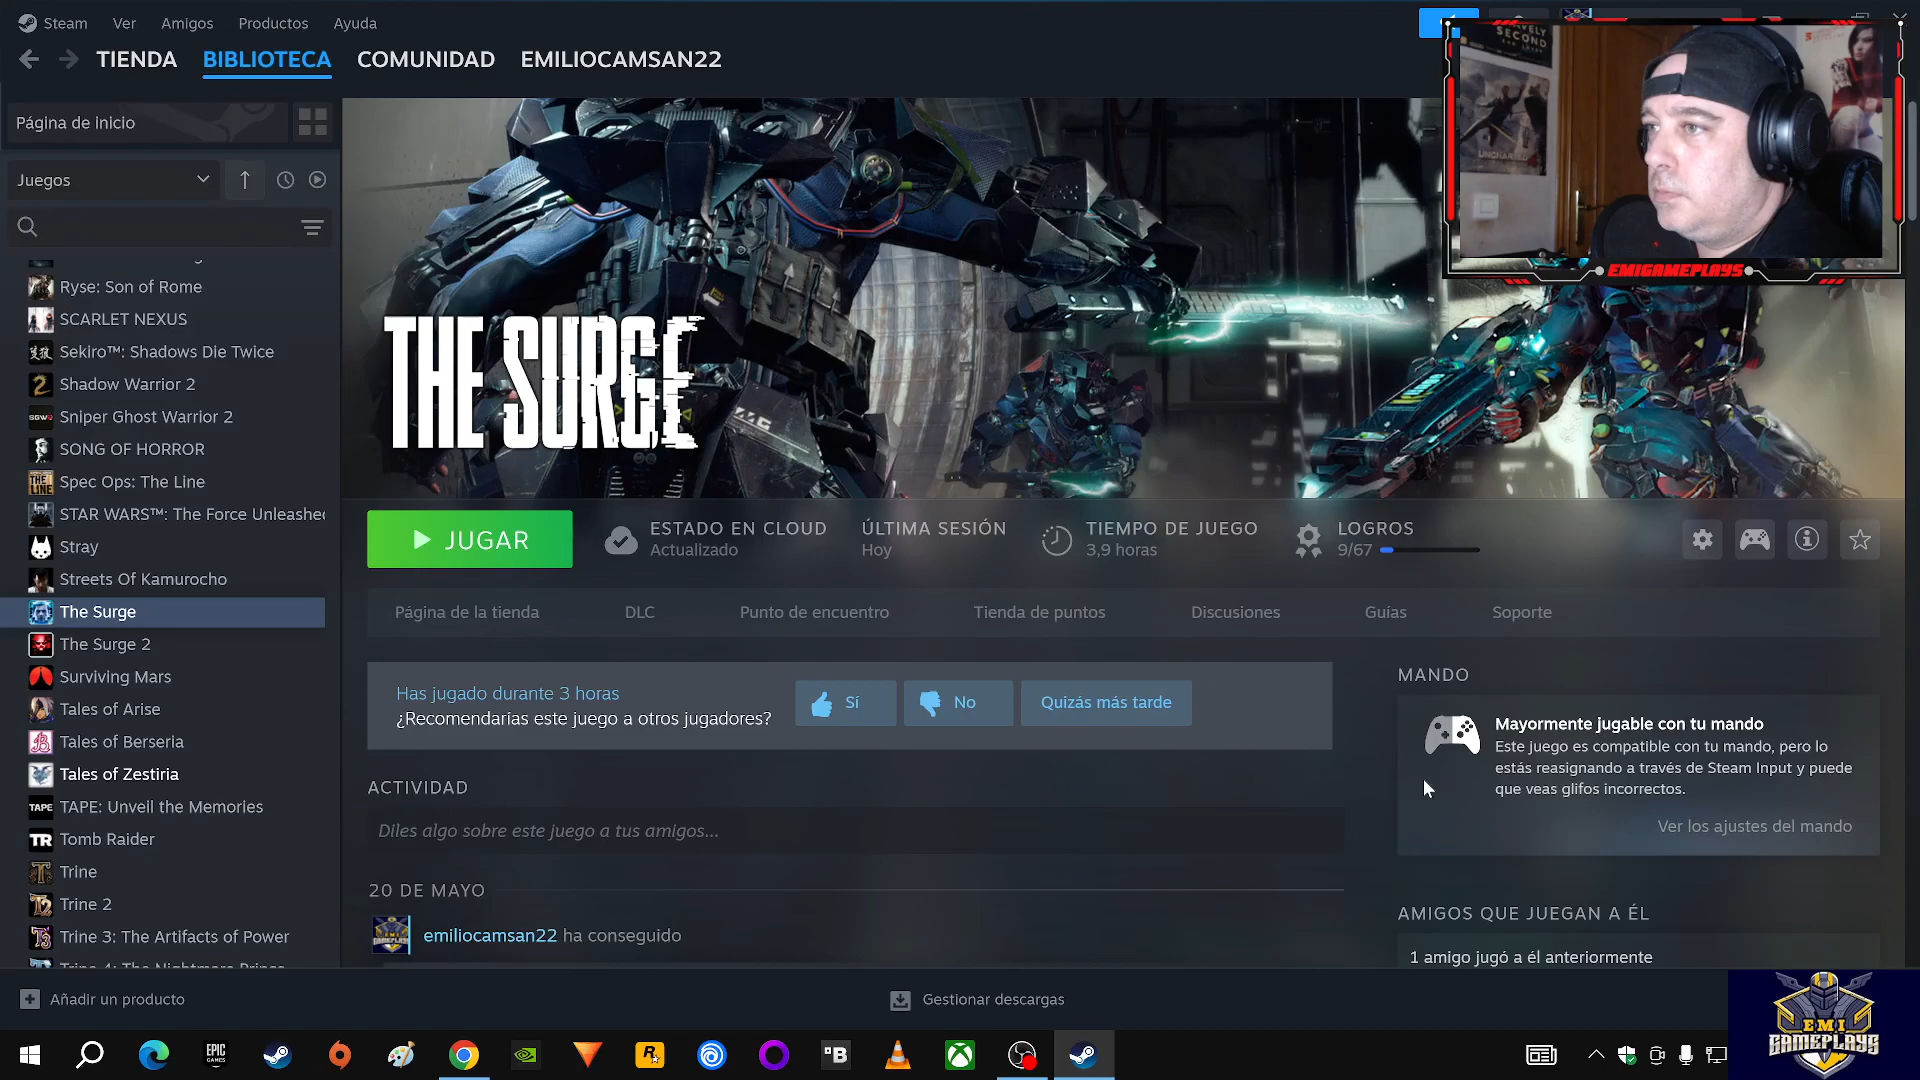 Steam Ver Amigos Productos Ayuda
TIENDA BIBLIOTECA COMUNIDAD EMILIOCAMSAN22
Página de inicio
Juegos
Ryse: Son of Rome
SCARLET NEXUS
Sekiro™: Shadows Die Twice
Shadow Warrior 2
Sniper Ghost Warrior 2
SONG OF HORROR
Spec Ops: The Line
STAR WARS™: The Force Unleashed
Stray
Streets Of Kamurocho
The Surge
The Surge 2
Surviving Mars
Tales of Arise
Tales of Berseria
Tales of Zestiria
TAPE: Unveil the Memories
Tomb Raider
Trine
Trine 2
Trine 3: The Artifacts of Power
Trine 4: The Nightmare Prince
THE SURGE
SECOND
UNCHARTED
EMIGAMEPLAYS
JUGAR
ESTADO EN CLOUD
Actualizado
ÚLTIMA SESIÓN
Hoy
TIEMPO DE JUEGO
3,9 horas
LOGROS
9/67
Página de la tienda DLC Punto de encuentro Tienda de puntos Discusiones Guías Soporte
Has jugado durante 3 horas
¿Recomendarías este juego a otros jugadores?
Sí
No
Quizás más tarde
ACTIVIDAD
Diles algo sobre este juego a tus amigos...
20 DE MAYO
emiliocamsan22 ha conseguido
MANDO
Mayormente jugable con tu mando
Este juego es compatible con tu mando, pero lo
estás reasignando a través de Steam Input y puede
que veas glifos incorrectos.
Ver los ajustes del mando
AMIGOS QUE JUEGAN A ÉL
1 amigo jugó a él anteriormente
Añadir un producto
Gestionar descargas
EMI
GAMEPLAYS